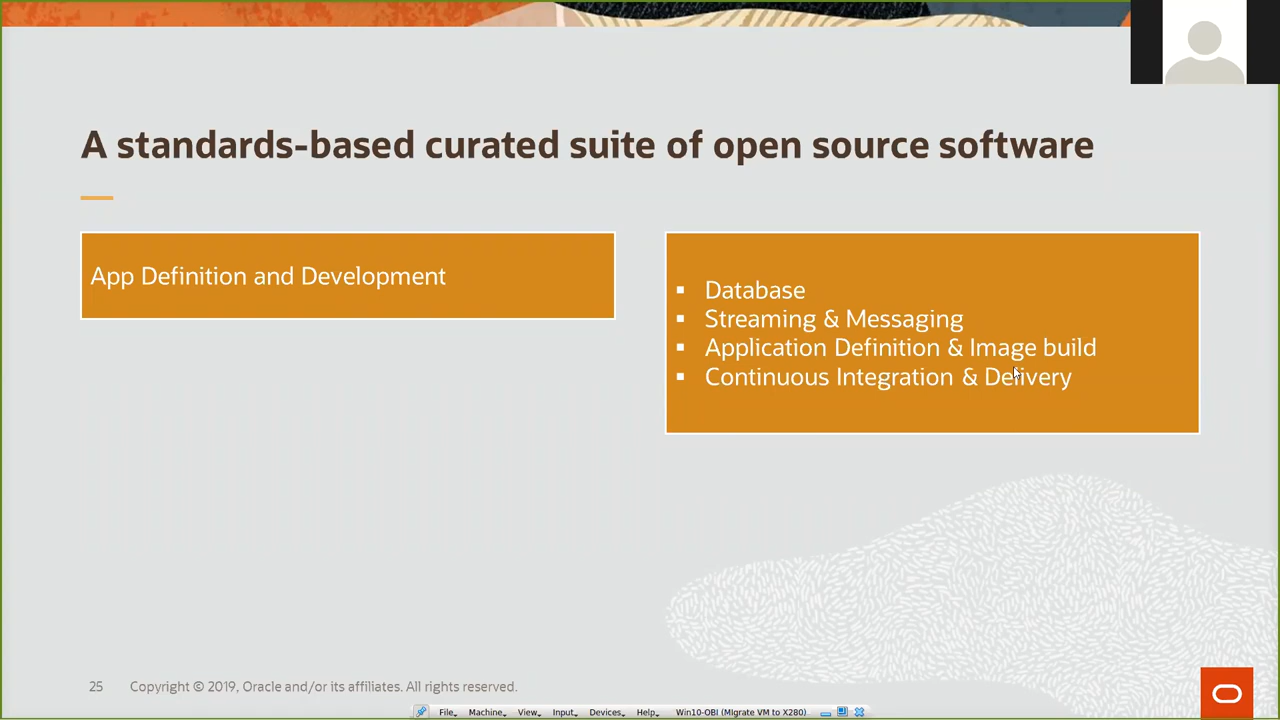 A standards-based curated suite of open source software
App Definition and Development
▪ Database
▪ Streaming & Messaging
▪ Application Definition & Image build
▪ Continuous Integration & Delivery
25 Copyright © 2019, Oracle and/or its affiliates. All rights reserved.
File Machine View Input Devices Help Win10-OBI (MIgrate VM to X280)